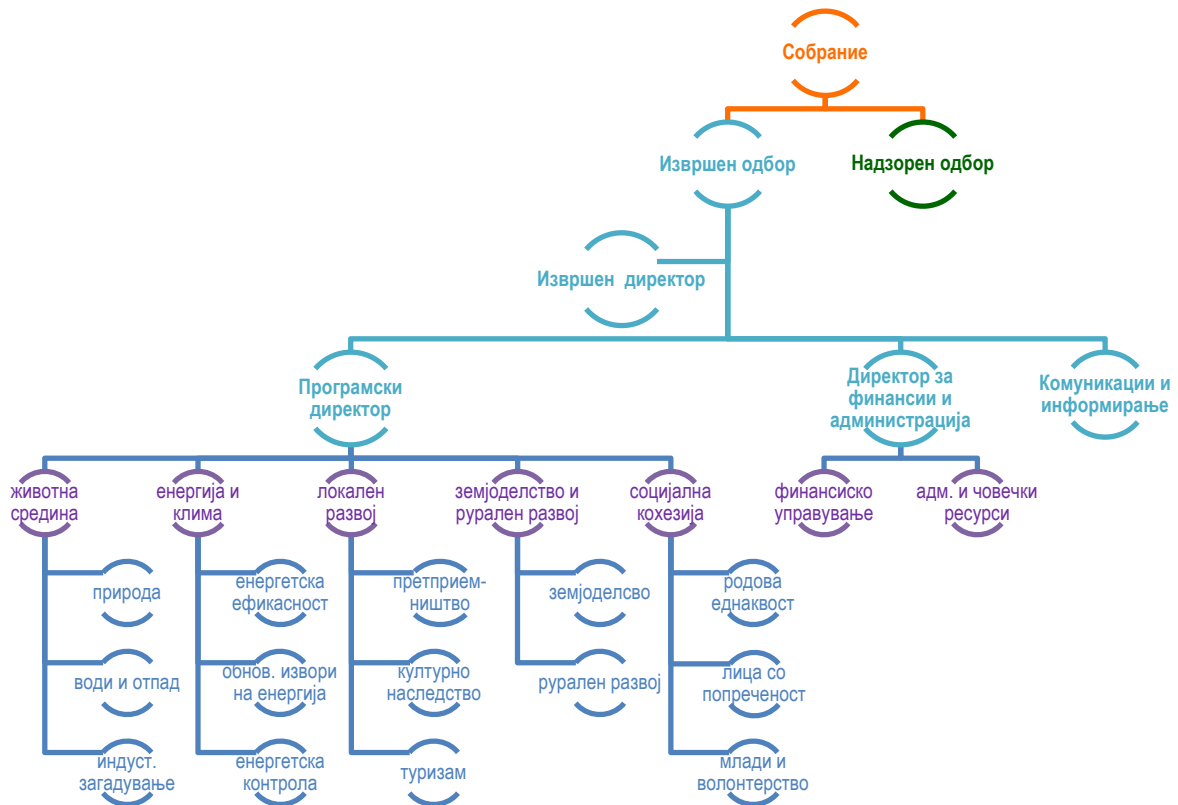 Собрание
Извршен одбор
Надзорен одбор
Извршен директор
Програмски
директор
Директор за
финансии и
администрација
Комуникации и
информирање
животна
средина
енергија и
клима
локален
развој
земјоделство и
рурален развој
социјална
кохезија
финансиско
управување
адм. и човечки
ресурси
природа
енергетска
ефикасност
претприем-
ништво
земјоделсво
родова
еднаквост
води и отпад
обнов. извори
на енергија
културно
наследство
рурален развој
лица со
попреченост
индуст.
загадување
енергетска
контрола
туризам
млади и
волонтерство